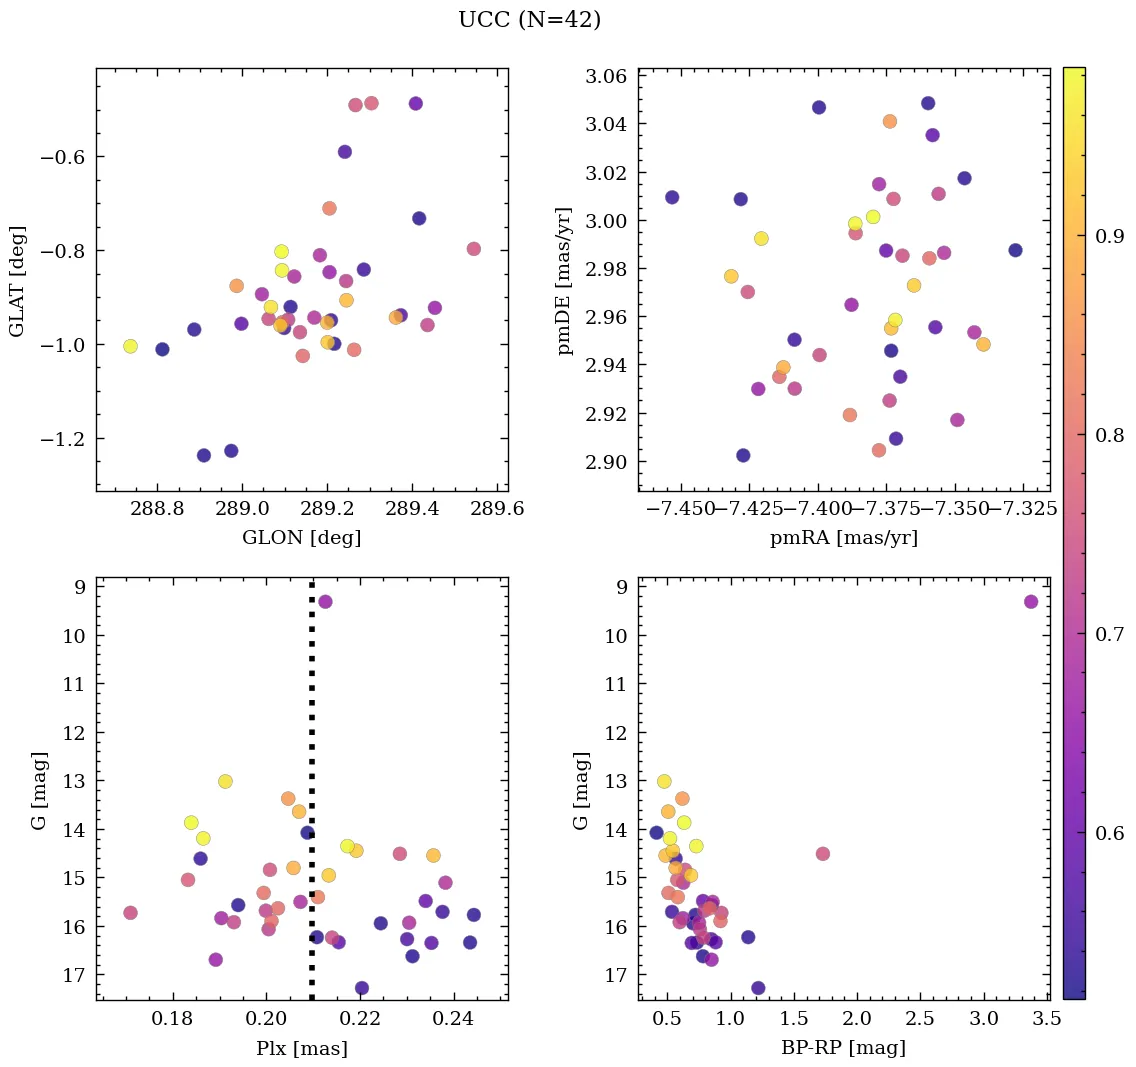 UCC (N=42)
−0.6
−0.8
−1.0
−1.2
GLAT [deg]
288.8 289.0 289.2 289.4 289.6
GLON [deg]
3.06
3.04
3.02
3.00
2.98
2.96
2.94
2.92
2.90
pmDE [mas/yr]
−7.450 −7.425 −7.400 −7.375 −7.350 −7.325
pmRA [mas/yr]
9
10
11
12
13
14
15
16
17
G [mag]
0.18 0.20 0.22 0.24
Plx [mas]
9
10
11
12
13
14
15
16
17
G [mag]
0.5 1.0 1.5 2.0 2.5 3.0 3.5
BP-RP [mag]
0.9
0.8
0.7
0.6